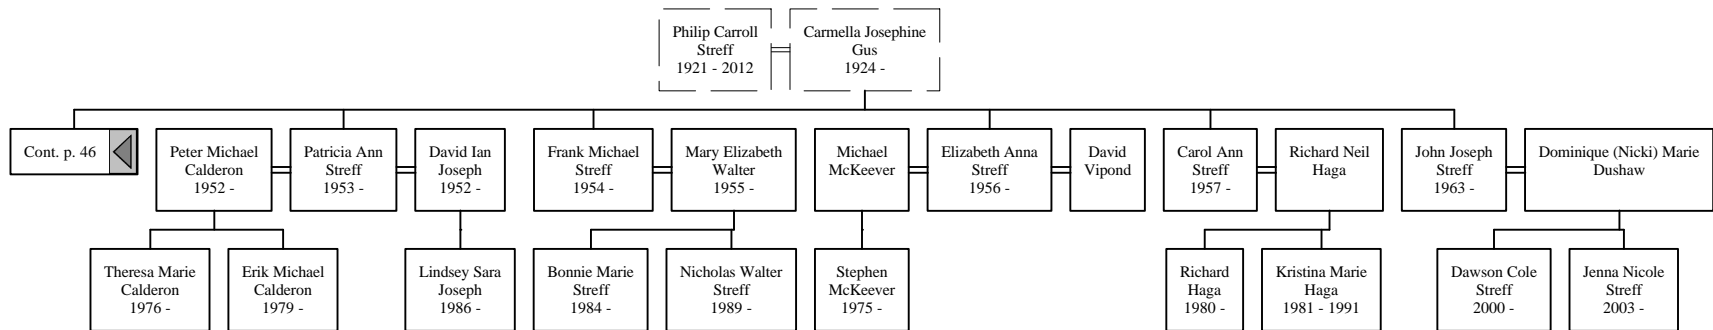 Philip Carroll
Streff
1921 - 2012
Carmella Josephine
Gus
1924 -
Cont. p. 46
Peter Michael
Calderon
1952 -
Patricia Ann
Streff
1953 -
David Ian
Joseph
1952 -
Frank Michael
Streff
1954 -
Mary Elizabeth
Walter
1955 -
Michael
McKeever
Elizabeth Anna
Streff
1956 -
David
Vipond
Carol Ann
Streff
1957 -
Richard Neil
Haga
John Joseph
Streff
1963 -
Dominique (Nicki) Marie
Dushaw
Theresa Marie
Calderon
1976 -
Erik Michael
Calderon
1979 -
Lindsey Sara
Joseph
1986 -
Bonnie Marie
Streff
1984 -
Nicholas Walter
Streff
1989 -
Stephen
McKeever
1975 -
Richard
Haga
1980 -
Kristina Marie
Haga
1981 - 1991
Dawson Cole
Streff
2000 -
Jenna Nicole
Streff
2003 -